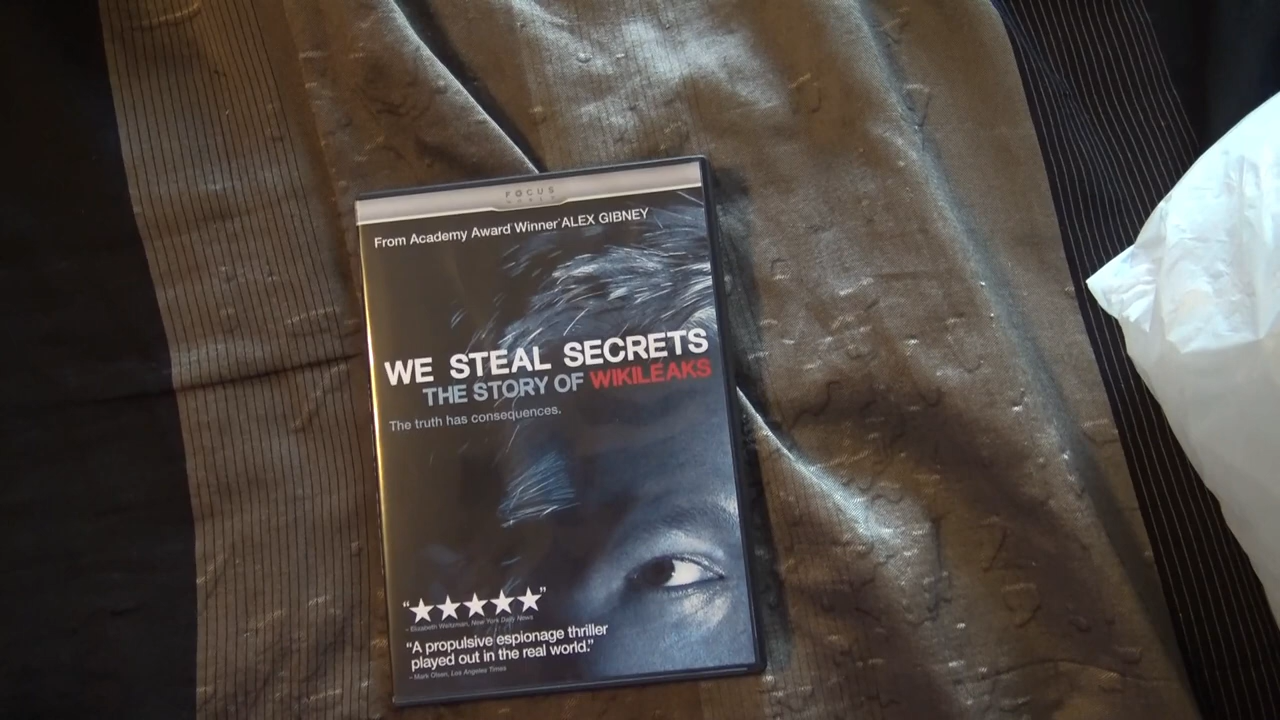 FOCUS
WORLD
From Academy Award Winner ALEX GIBNEY
WE STEAL SECRETS
THE STORY OF WIKILEAKS
The truth has consequences.
“★★★★★”
– Elizabeth Weitzman, New York Daily News
“A propulsive espionage thriller
played out in the real world.”
– Mark Olsen, Los Angeles Times